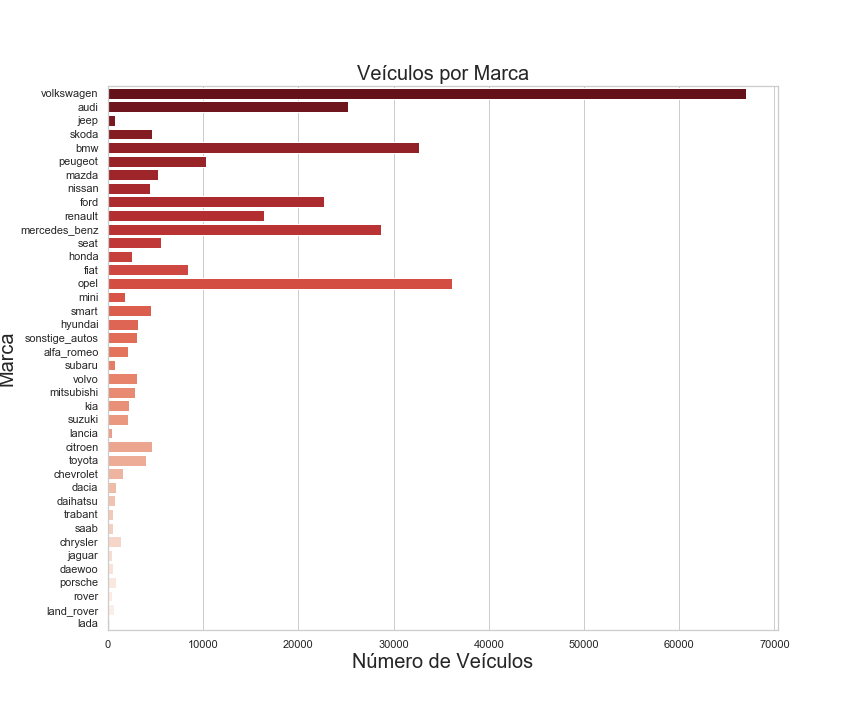 Veículos por Marca
volkswagen
audi
jeep
skoda
bmw
peugeot
mazda
nissan
ford
renault
mercedes_benz
seat
honda
fiat
opel
mini
smart
hyundai
sonstige_autos
alfa_romeo
subaru
volvo
mitsubishi
kia
suzuki
lancia
citroen
toyota
chevrolet
dacia
daihatsu
trabant
saab
chrysler
jaguar
daewoo
porsche
rover
land_rover
lada
Marca
0 10000 20000 30000 40000 50000 60000 70000
Número de Veículos